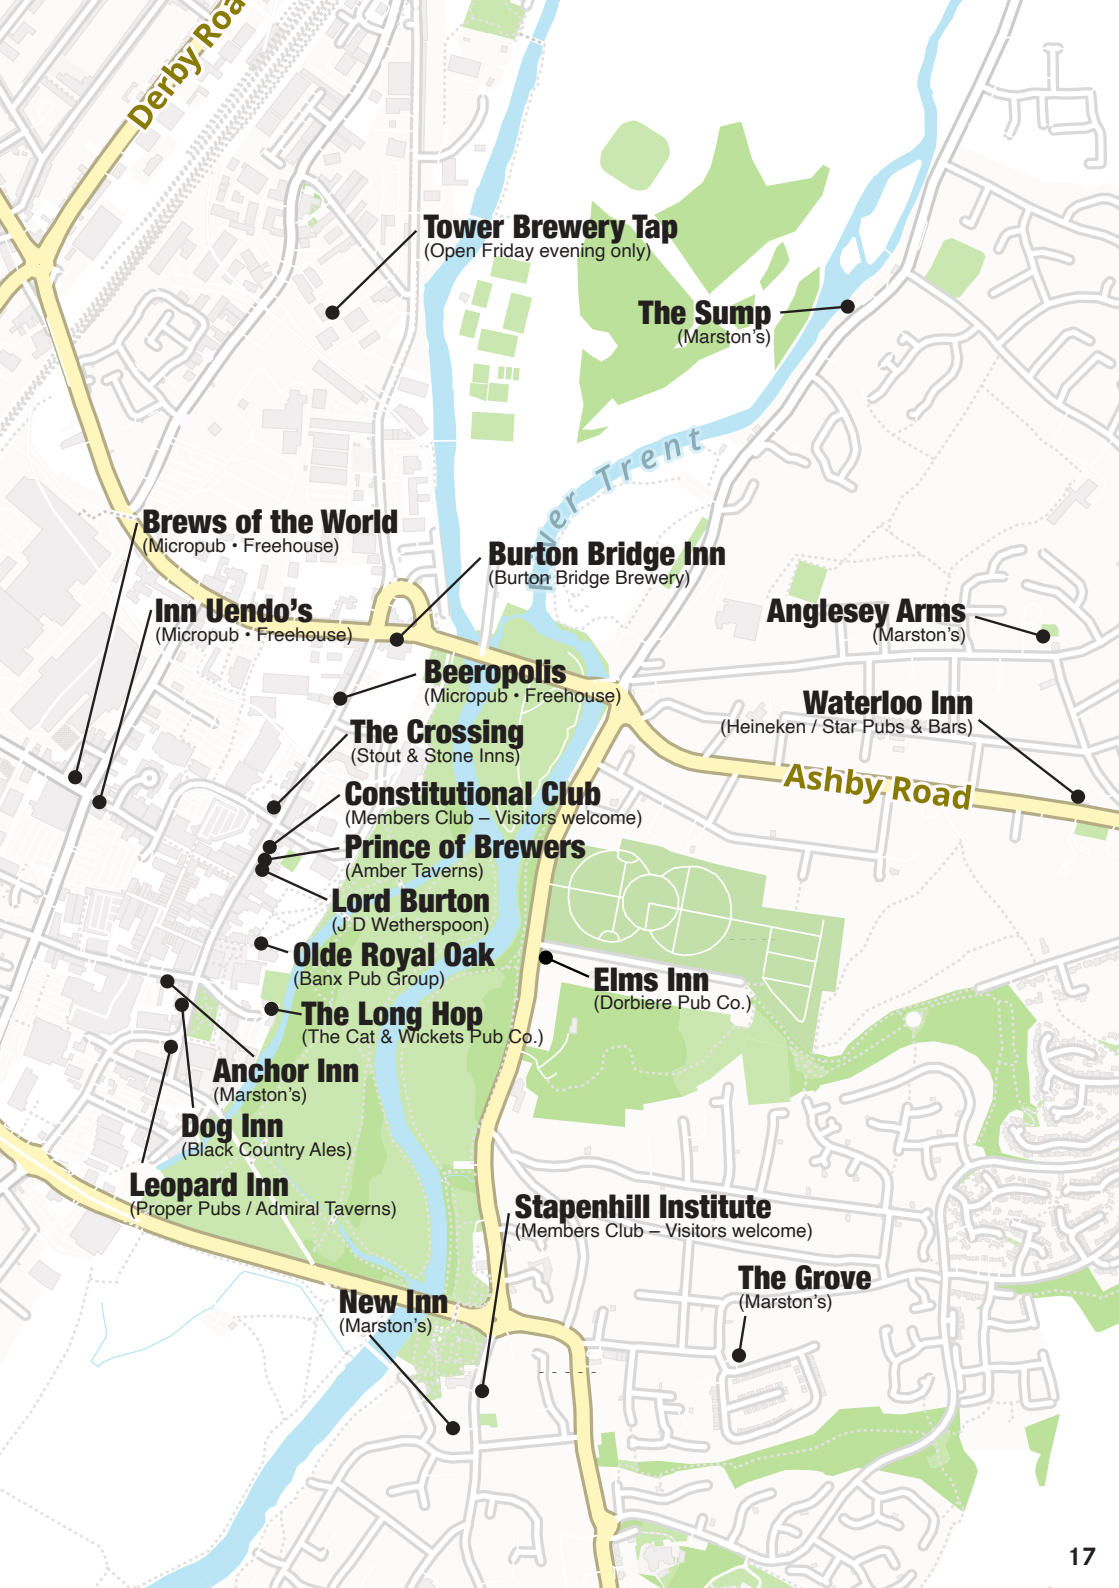 Derby Roa
Tower Brewery Tap
(Open Friday evening only)
The Sump
(Marston's)
River Trent
Brews of the World
(Micropub • Freehouse)
Burton Bridge Inn
(Burton Bridge Brewery)
Inn Uendo's
(Micropub • Freehouse)
Anglesey Arms
(Marston's)
Beeropolis
(Micropub • Freehouse)
Waterloo Inn
(Heineken / Star Pubs & Bars)
The Crossing
(Stout & Stone Inns)
Ashby Road
Constitutional Club
(Members Club – Visitors welcome)
Prince of Brewers
(Amber Taverns)
Lord Burton
(J D Wetherspoon)
Olde Royal Oak
(Banx Pub Group)
Elms Inn
(Dorbiere Pub Co.)
The Long Hop
(The Cat & Wickets Pub Co.)
Anchor Inn
(Marston's)
Dog Inn
(Black Country Ales)
Leopard Inn
(Proper Pubs / Admiral Taverns)
Stapenhill Institute
(Members Club – Visitors welcome)
The Grove
(Marston's)
New Inn
(Marston's)
17